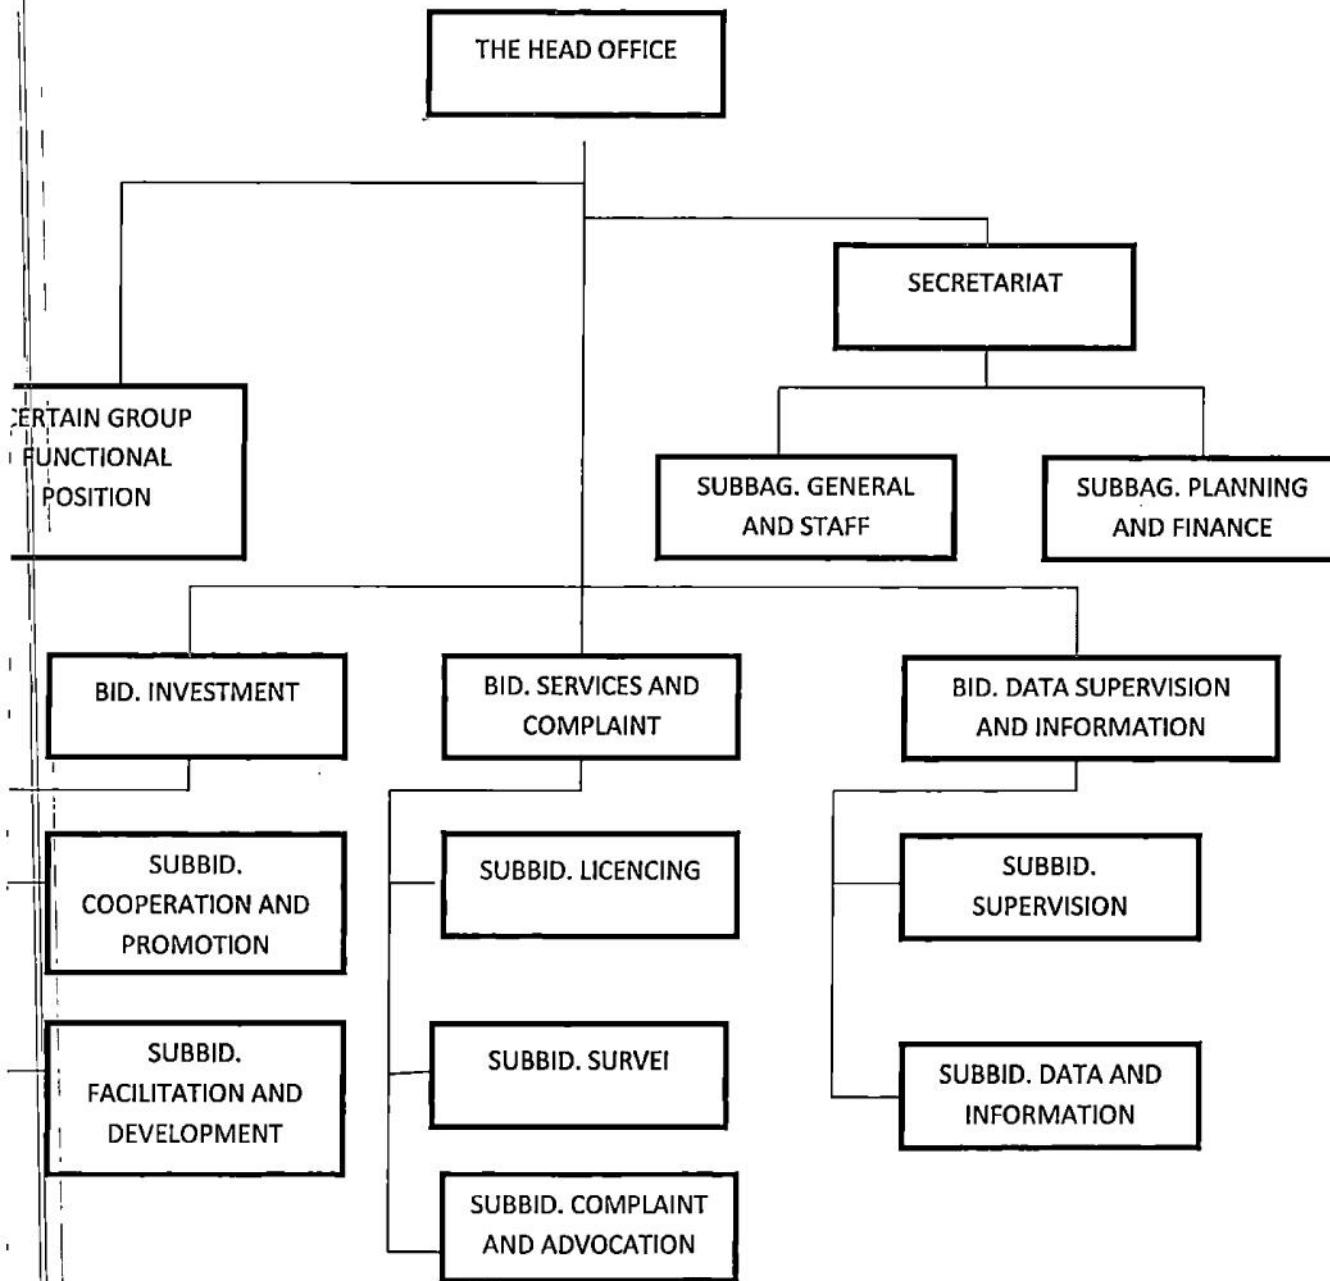 THE HEAD OFFICE
SECRETARIAT
CERTAIN GROUP
FUNCTIONAL
POSITION
SUBBAG. GENERAL
AND STAFF
SUBBAG. PLANNING
AND FINANCE
BID. INVESTMENT
BID. SERVICES AND
COMPLAINT
BID. DATA SUPERVISION
AND INFORMATION
SUBBID.
COOPERATION AND
PROMOTION
SUBBID. LICENCING
SUBBID.
SUPERVISION
SUBBID.
FACILITATION AND
DEVELOPMENT
SUBBID. SURVEI
SUBBID. DATA AND
INFORMATION
SUBBID. COMPLAINT
AND ADVOCATION